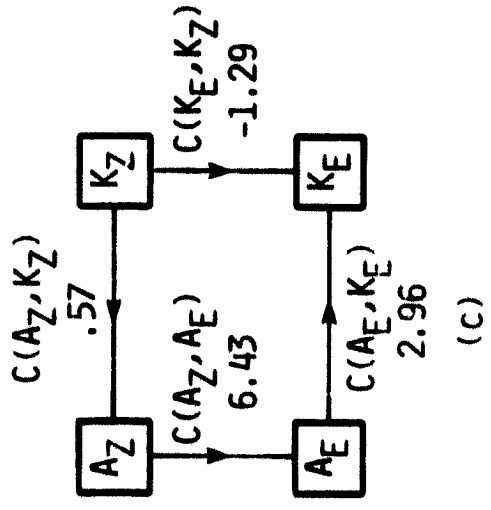 C(A_Z,K_Z)
.57
A_Z
K_Z
C(A_Z,A_E)
6.43
C(K_E,K_Z)
-1.29
A_E
K_E
C(A_E,K_E)
2.96
(c)